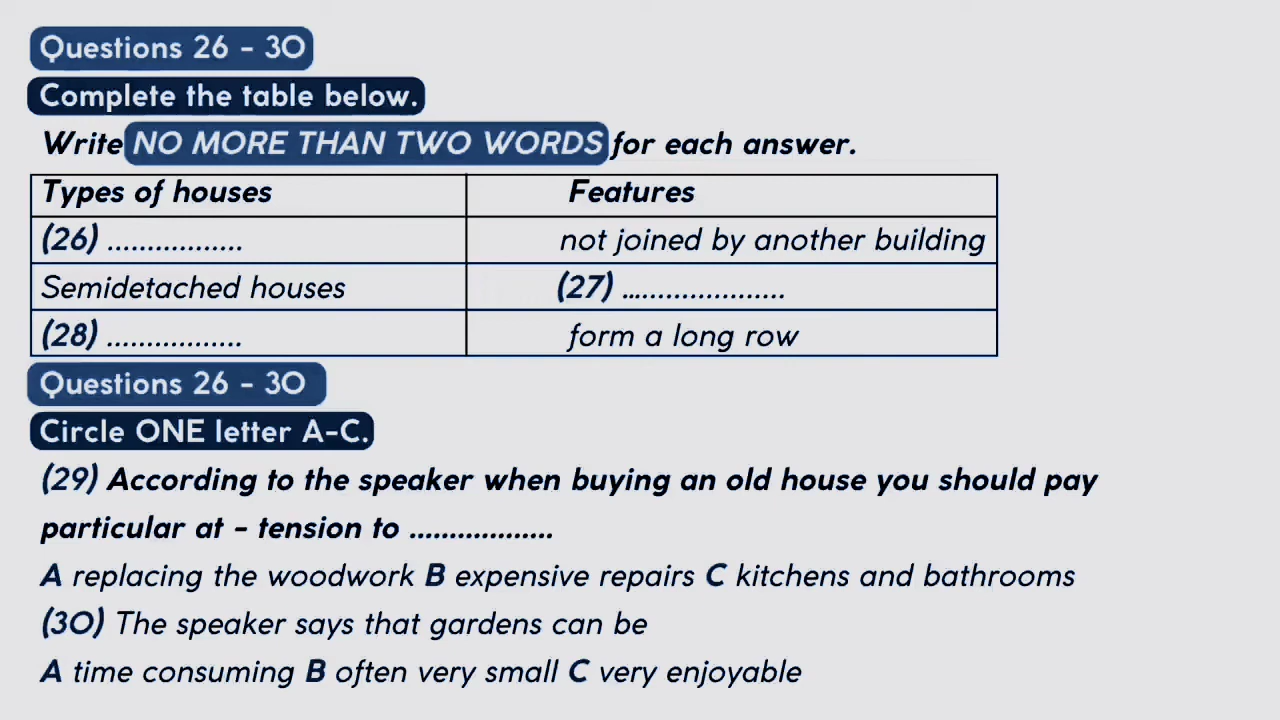 Questions 26 - 30
Complete the table below.
Write NO MORE THAN TWO WORDS for each answer.
Types of houses Features
(26) ................. not joined by another building
Semidetached houses (27) ......................
(28) ................. form a long row
Questions 26 - 30
Circle ONE letter A-C.
(29) According to the speaker when buying an old house you should pay
particular at - tension to ..................
A replacing the woodwork B expensive repairs C kitchens and bathrooms
(30) The speaker says that gardens can be
A time consuming B often very small C very enjoyable